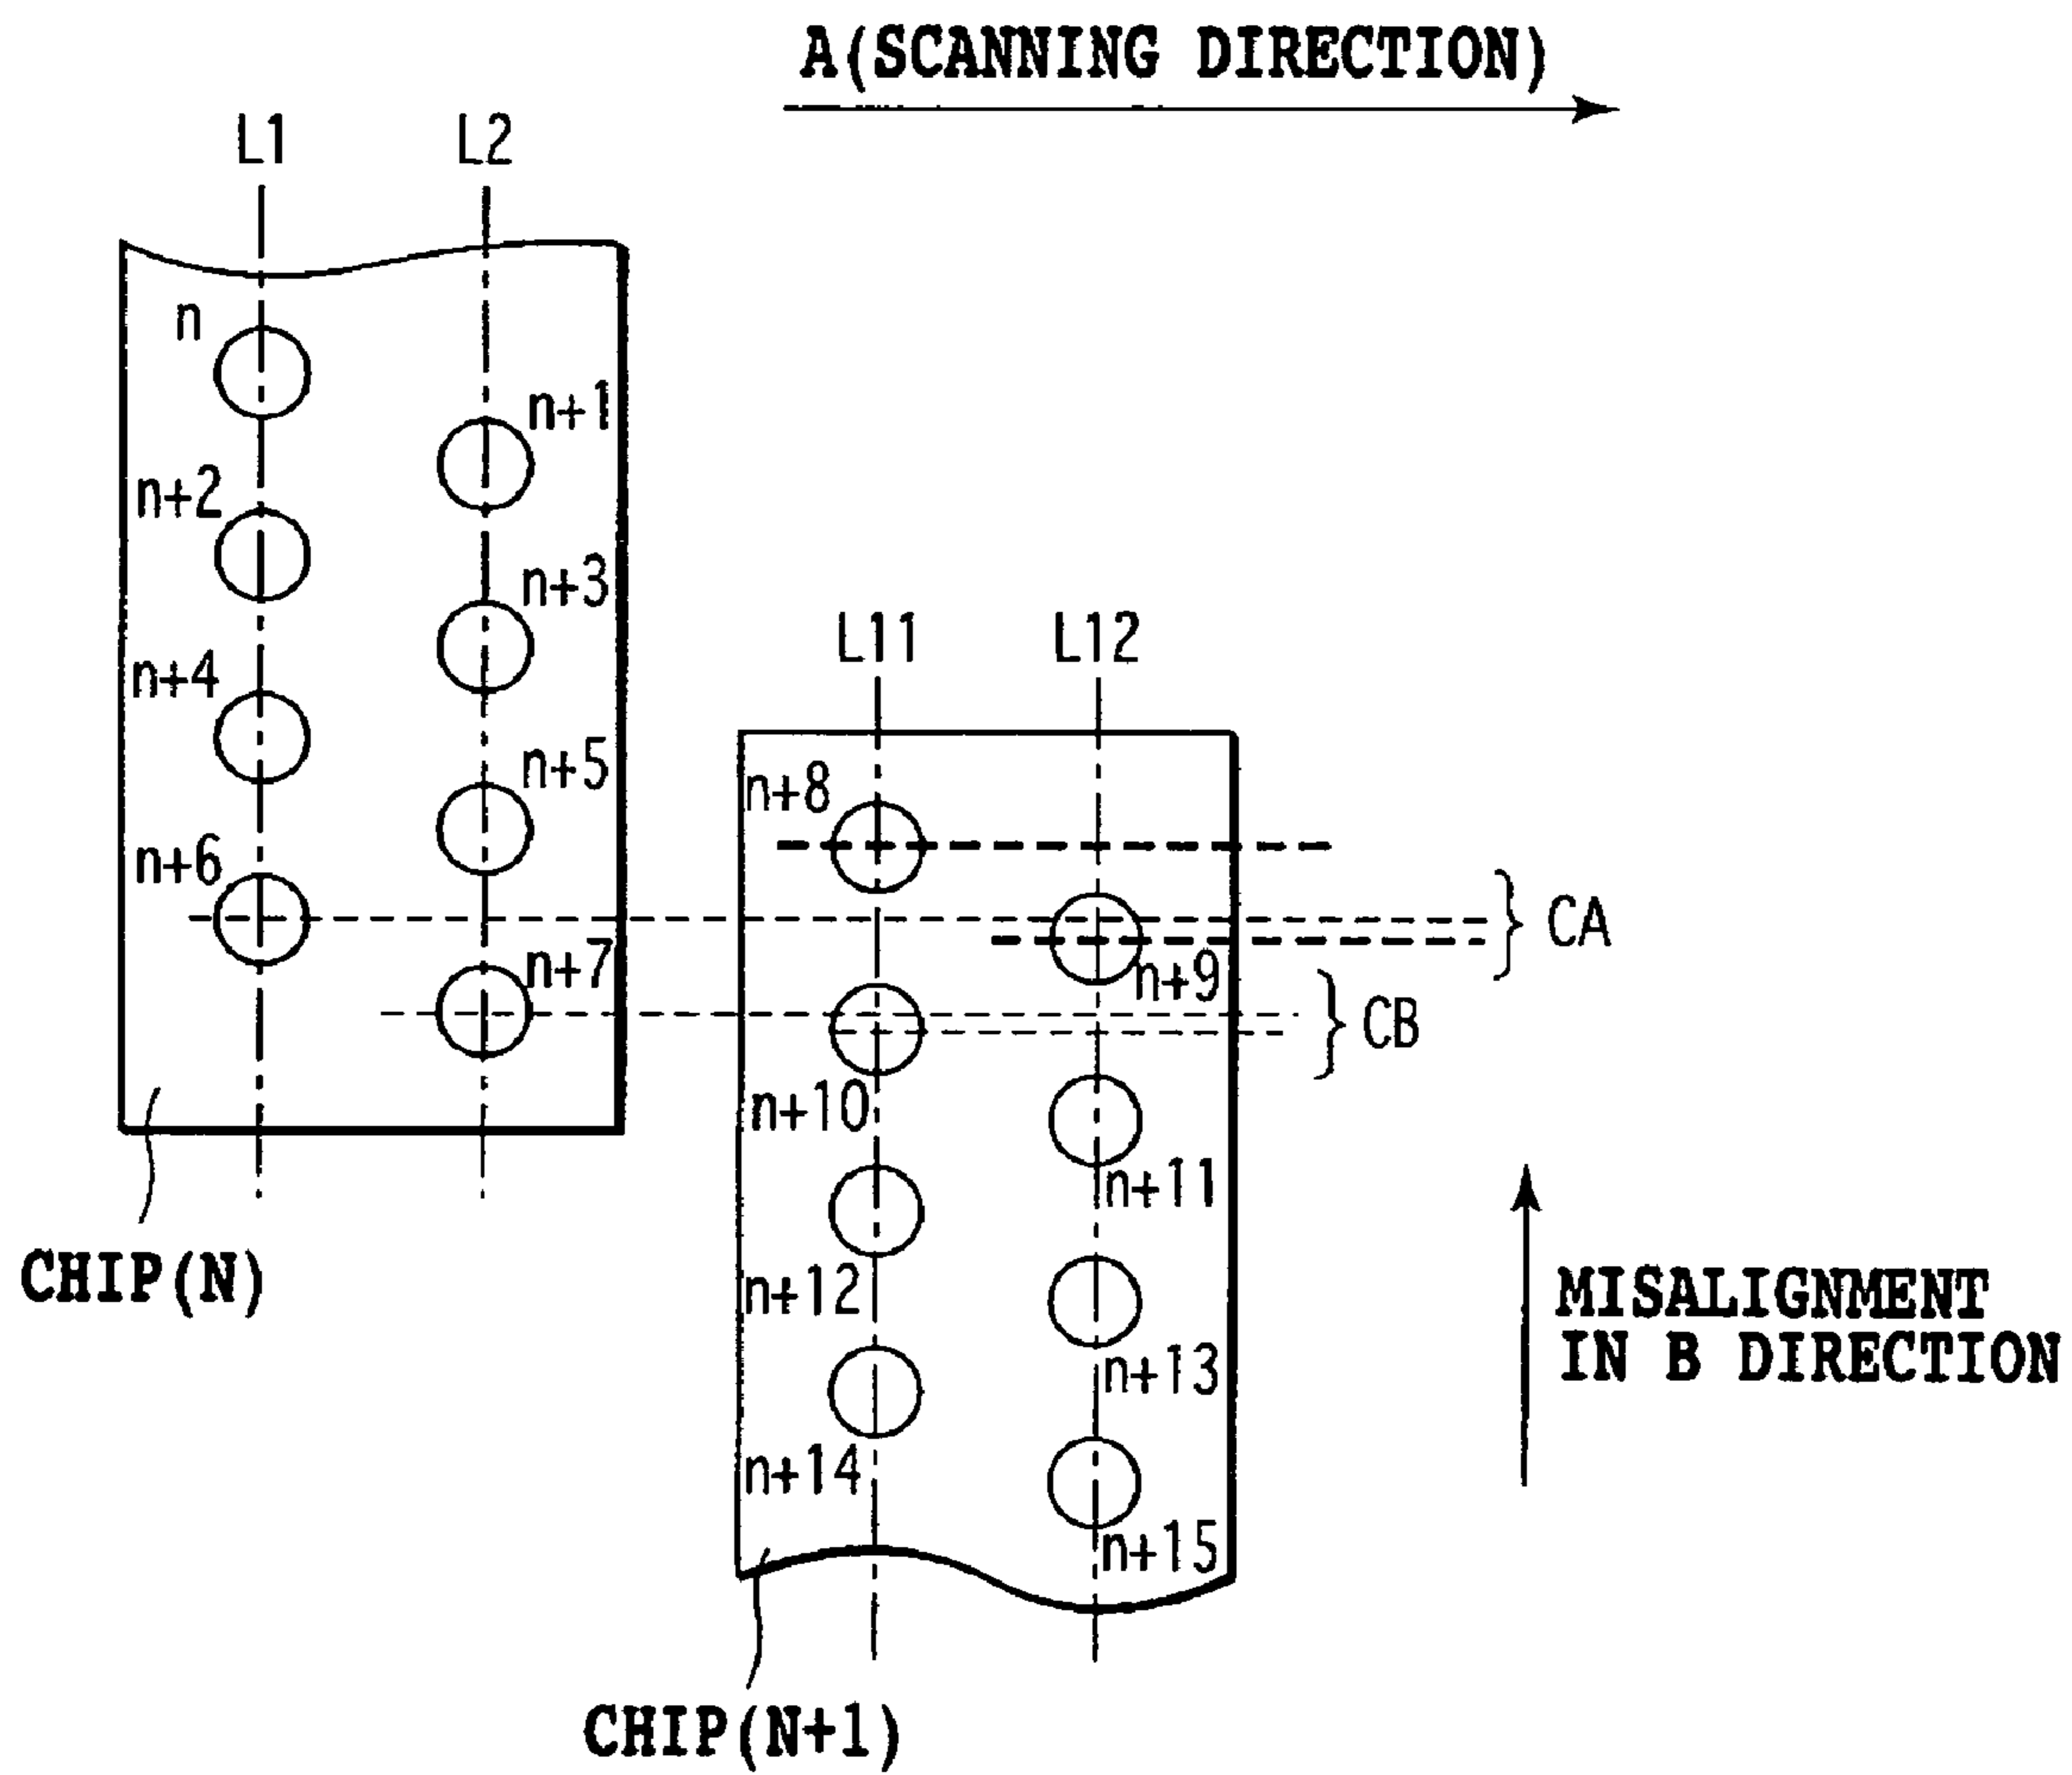 A(SCANNING DIRECTION)
L1
L2
n
n+1
n+2
n+3
n+4
n+5
n+6
n+7
CHIP(N)
L11
L12
n+8
CA
n+9
CB
n+10
n+11
n+12
n+13
n+14
n+15
CHIP(N+1)
MISALIGNMENT
IN B DIRECTION